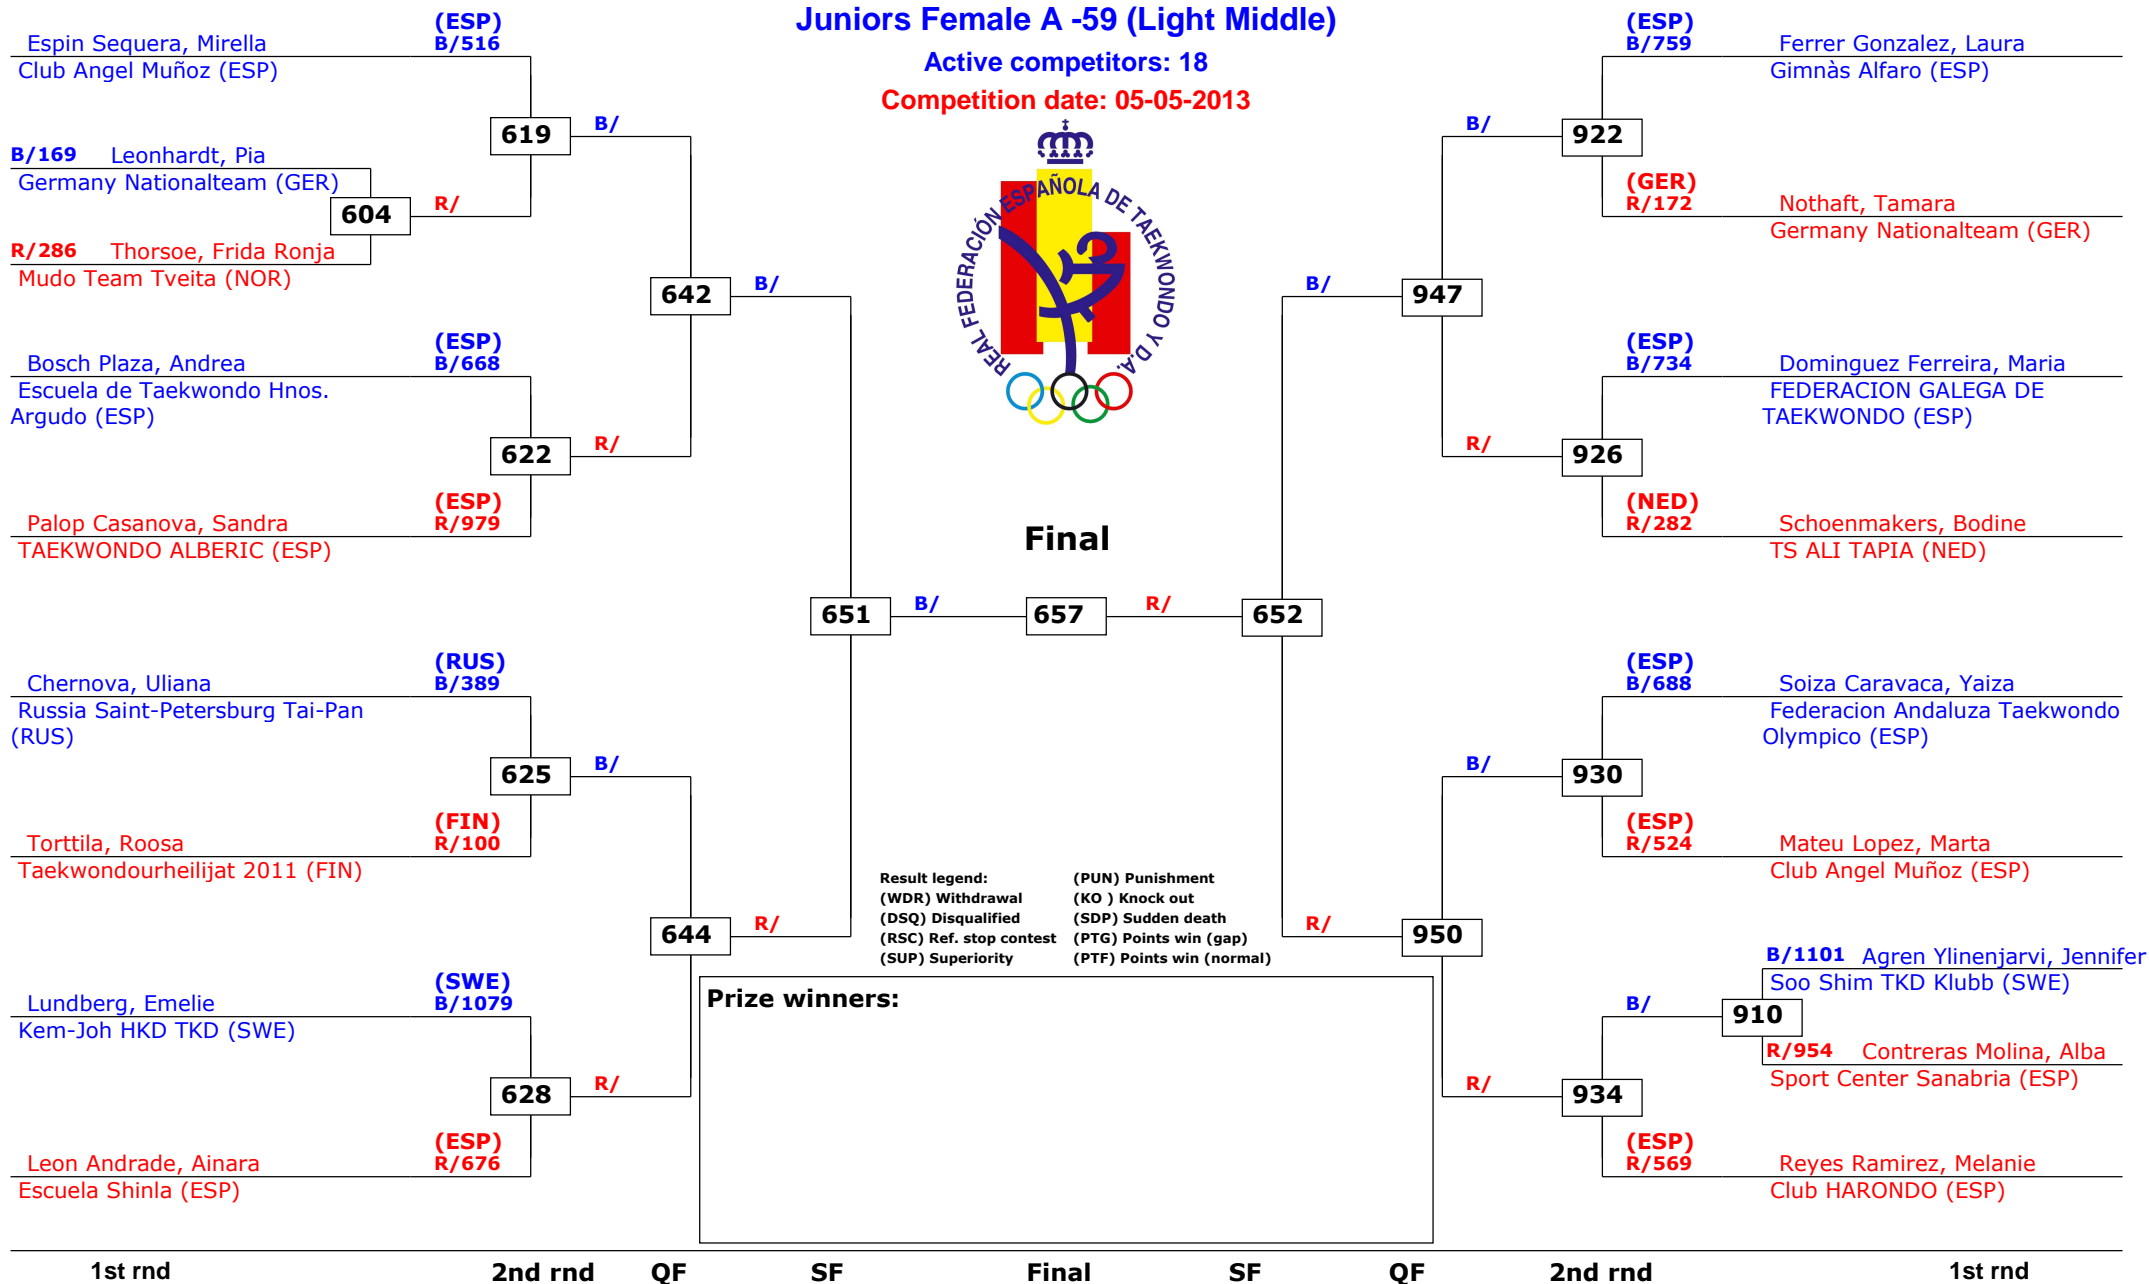 Juniors Female A -59 (Light Middle)
Active competitors: 18
Competition date: 05-05-2013
REAL FEDERACIÓN ESPAÑOLA DE TAEKWONDO Y D.A.
(ESP)
Espin Sequera, Mirella B/516
Club Angel Muñoz (ESP)
619
B/
B/169 Leonhardt, Pia
Germany Nationalteam (GER)
604
R/
R/286 Thorsoe, Frida Ronja
Mudo Team Tveita (NOR)
642
B/
(ESP)
Bosch Plaza, Andrea B/668
Escuela de Taekwondo Hnos.
Argudo (ESP)
622
R/
(ESP)
Palop Casanova, Sandra R/979
TAEKWONDO ALBERIC (ESP)
651
B/
(RUS)
Chernova, Uliana B/389
Russia Saint-Petersburg Tai-Pan
(RUS)
625
B/
(FIN)
Torttila, Roosa R/100
Taekwondourheilijat 2011 (FIN)
644
R/
(SWE)
Lundberg, Emelie B/1079
Kem-Joh HKD TKD (SWE)
628
R/
(ESP)
Leon Andrade, Ainara R/676
Escuela Shinla (ESP)
Final
657
R/
652
(ESP)
B/759 Ferrer Gonzalez, Laura
Gimnàs Alfaro (ESP)
B/
922
(GER)
R/172 Nothaft, Tamara
Germany Nationalteam (GER)
B/
947
(ESP)
B/734 Dominguez Ferreira, Maria
FEDERACION GALEGA DE
TAEKWONDO (ESP)
R/
926
(NED)
R/282 Schoenmakers, Bodine
TS ALI TAPIA (NED)
(ESP)
B/688 Soiza Caravaca, Yaiza
Federacion Andaluza Taekwondo
Olympico (ESP)
B/
930
(ESP)
R/524 Mateu Lopez, Marta
Club Angel Muñoz (ESP)
R/
950
B/1101 Agren Ylinenjarvi, Jennifer
Soo Shim TKD Klubb (SWE)
B/
910
R/954 Contreras Molina, Alba
Sport Center Sanabria (ESP)
R/
934
(ESP)
R/569 Reyes Ramirez, Melanie
Club HARONDO (ESP)
Result legend: (PUN) Punishment
(WDR) Withdrawal (KO ) Knock out
(DSQ) Disqualified (SDP) Sudden death
(RSC) Ref. stop contest (PTG) Points win (gap)
(SUP) Superiority (PTF) Points win (normal)
Prize winners:
1st rnd 2nd rnd QF SF Final SF QF 2nd rnd 1st rnd